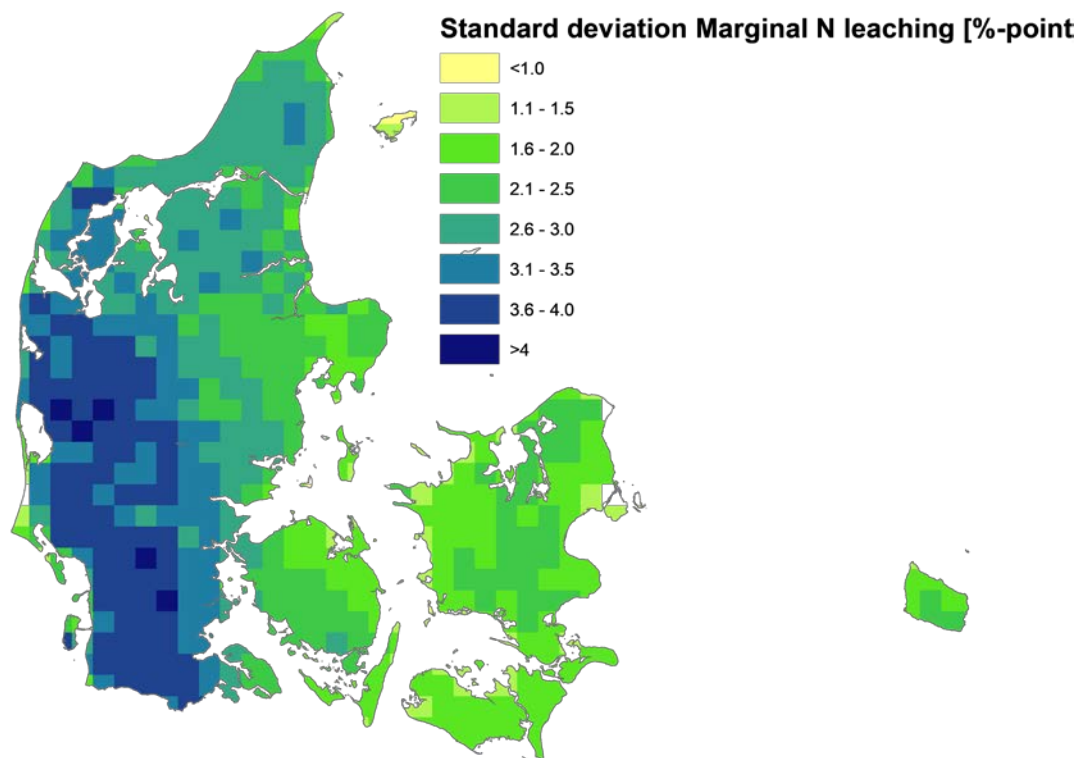 Standard deviation Marginal N leaching [%-point
<1.0
1.1 - 1.5
1.6 - 2.0
2.1 - 2.5
2.6 - 3.0
3.1 - 3.5
3.6 - 4.0
>4